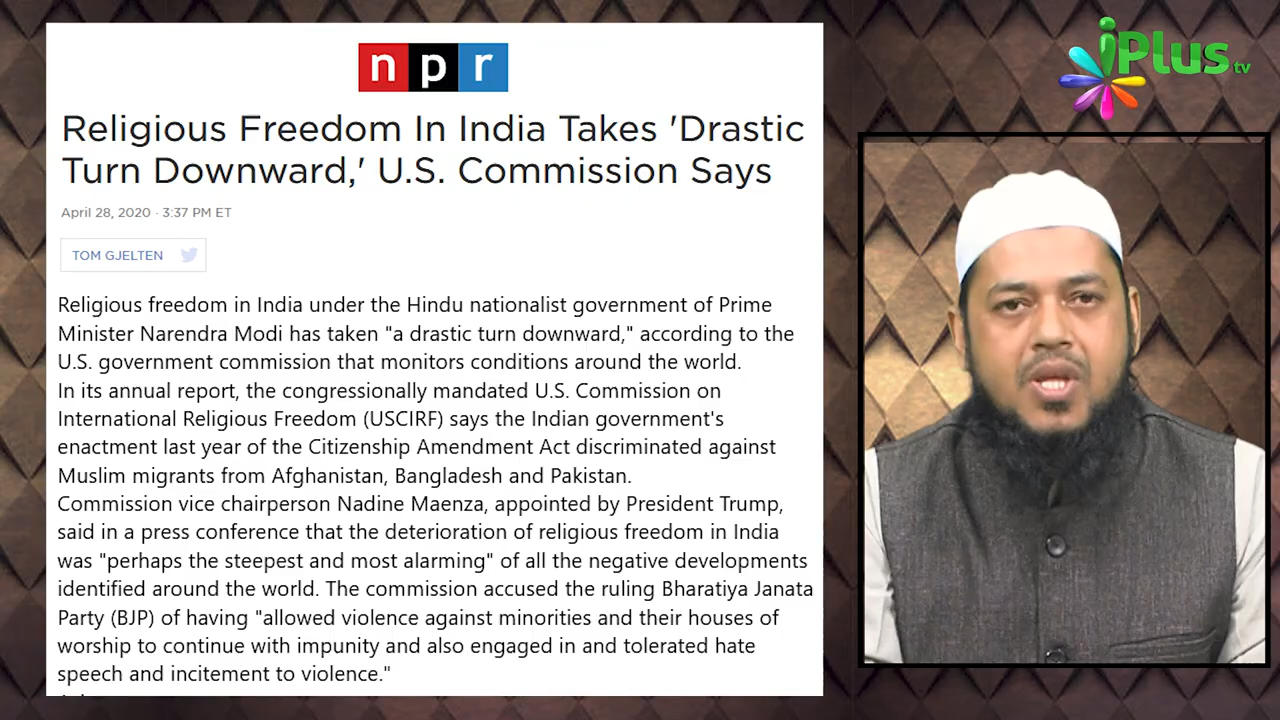 npr
Religious Freedom In India Takes 'Drastic
Turn Downward,' U.S. Commission Says
April 28, 2020 · 3:37 PM ET
TOM GJELTEN
Religious freedom in India under the Hindu nationalist government of Prime
Minister Narendra Modi has taken "a drastic turn downward," according to the
U.S. government commission that monitors conditions around the world.
In its annual report, the congressionally mandated U.S. Commission on
International Religious Freedom (USCIRF) says the Indian government's
enactment last year of the Citizenship Amendment Act discriminated against
Muslim migrants from Afghanistan, Bangladesh and Pakistan.
Commission vice chairperson Nadine Maenza, appointed by President Trump,
said in a press conference that the deterioration of religious freedom in India
was "perhaps the steepest and most alarming" of all the negative developments
identified around the world. The commission accused the ruling Bharatiya Janata
Party (BJP) of having "allowed violence against minorities and their houses of
worship to continue with impunity and also engaged in and tolerated hate
speech and incitement to violence."
iPlus tv